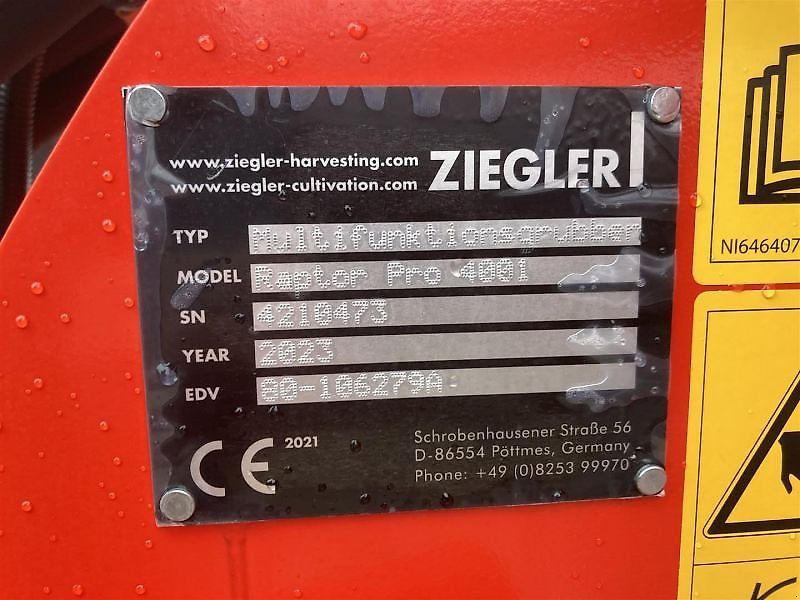 www.ziegler-harvesting.com
www.ziegler-cultivation.com
ZIEGLER
TYP Multifunktionsgrubber
MODEL Raptor Pro 4001
SN 4210473
YEAR 2023
EDV 80-106279A
CE 2021
Schrobenhausener Straße 56
D-86554 Pöttmes, Germany
Phone: +49 (0)8253 99970
NI646407